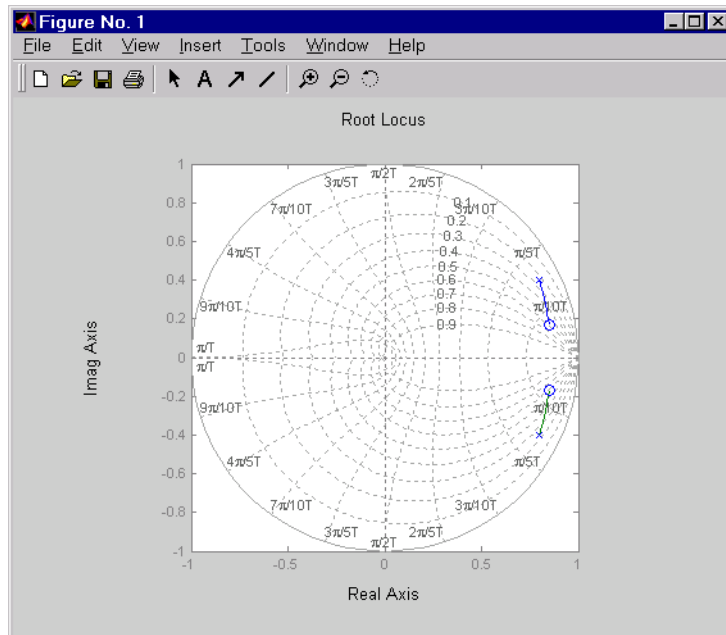 Figure No. 1
File Edit View Insert Tools Window Help
A
Root Locus
1
0.8
0.6
0.4
0.2
0
-0.2
-0.4
-0.6
-0.8
-1
Imag Axis
π/2T
3π/5T 2π/5T
7π/10T 3π/10T
4π/5T π/5T
9π/10T π/10T
π/T
π/T
9π/10T π/10T
4π/5T π/5T
7π/10T 3π/10T
3π/5T 2π/5T
π/2T
0.1
0.2
0.3
0.4
0.5
0.6
0.7
0.8
0.9
-1 -0.5 0 0.5 1
Real Axis